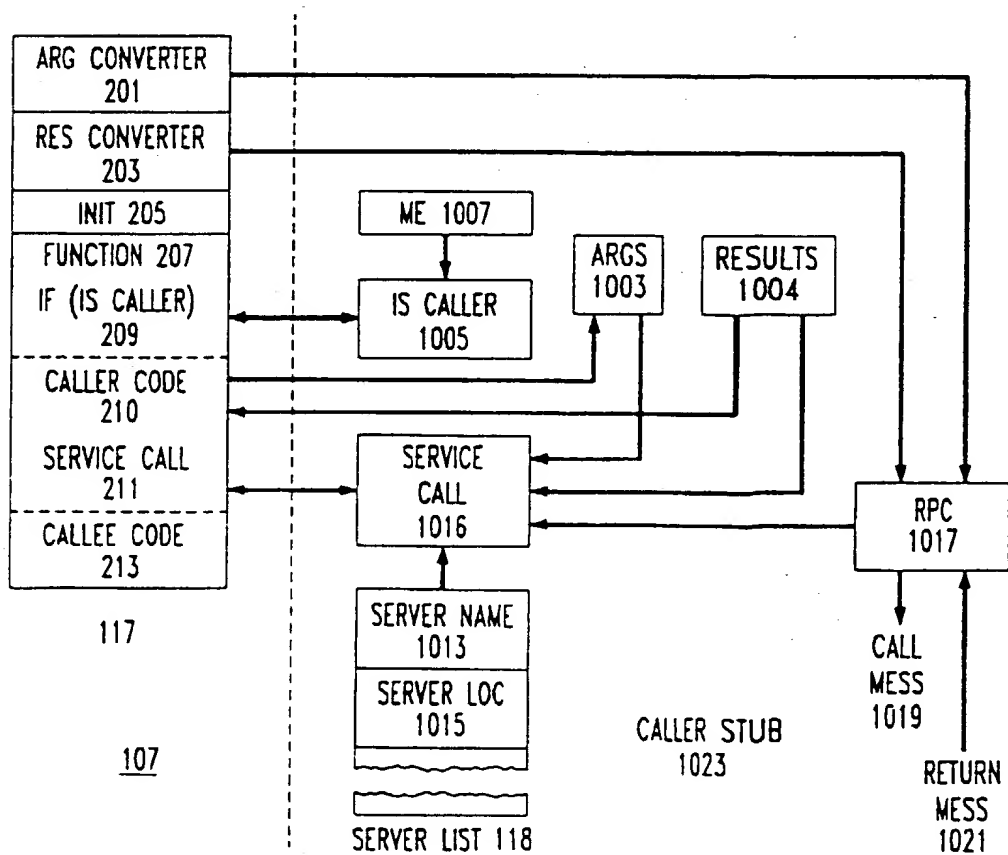 ARG CONVERTER
201
RES CONVERTER
203
INIT 205
FUNCTION 207
IF (IS CALLER)
209
CALLER CODE
210
SERVICE CALL
211
CALLEE CODE
213
117
107
ME 1007
IS CALLER
1005
ARGS
1003
RESULTS
1004
SERVICE
CALL
1016
SERVER NAME
1013
SERVER LOC
1015
SERVER LIST 118
RPC
1017
CALL
MESS
1019
CALLER STUB
1023
RETURN
MESS
1021